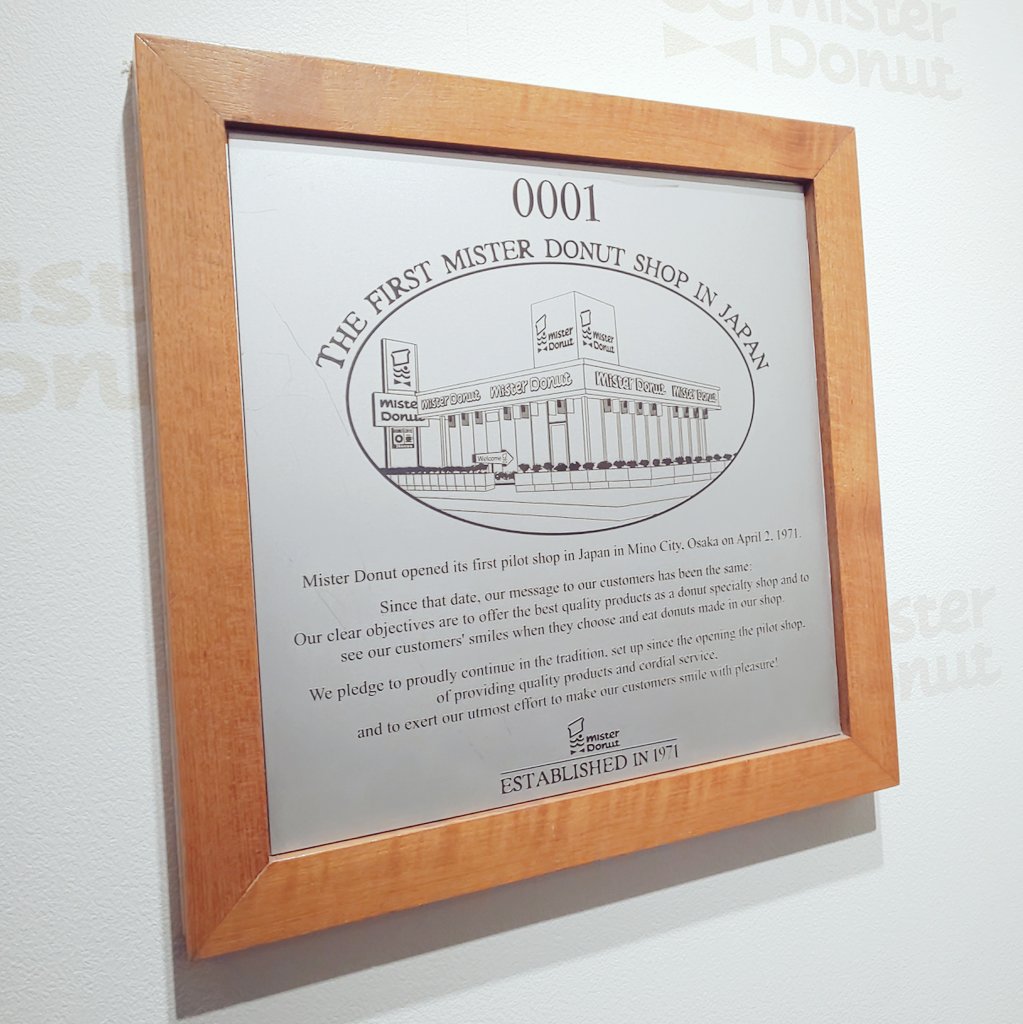 Mister
Donut
0001
THE FIRST MISTER DONUT SHOP IN JAPAN
mister
Donut
mister
Donut
Mister Donut Mister Donut Mister Donut Mister Donut
Miste
Donut
Welcome
Mister Donut opened its first pilot shop in Japan in Mino City, Osaka on April 2, 1971.
Since that date, our message to our customers has been the same:
Our clear objectives are to offer the best quality products as a donut specialty shop and to
see our customers' smiles when they choose and eat donuts made in our shop.
We pledge to proudly continue in the tradition, set up since the opening the pilot shop.
of providing quality products and cordial service.
and to exert our utmost effort to make our customers smile with pleasure!
mister
Donut
ESTABLISHED IN 1971
ist
on
ster
nut